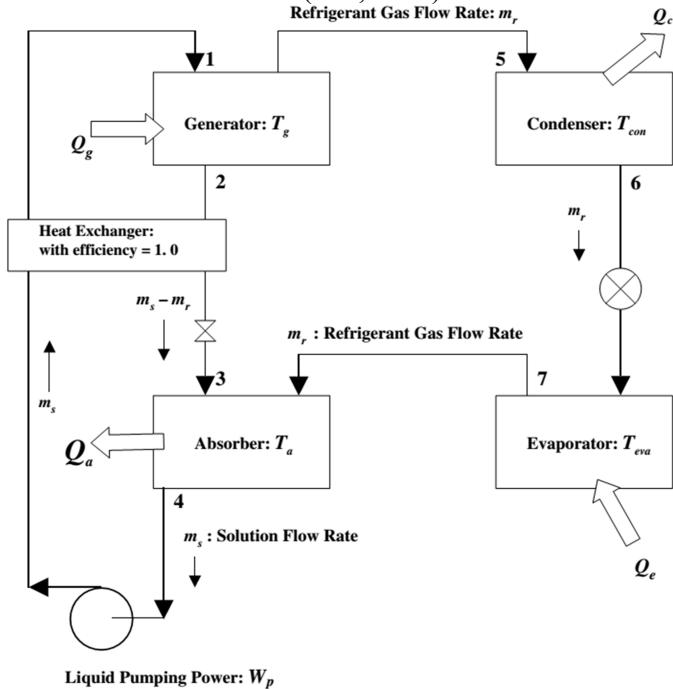 Refrigerant Gas Flow Rate: m_r
Q_c
1
5
Generator: T_g
Condenser: T_con
Q_g
2
6
Heat Exchanger:
with efficiency = 1. 0
m_r
m_s − m_r
m_r : Refrigerant Gas Flow Rate
3
7
m_s
Absorber: T_a
Evaporator: T_eva
Q_a
4
m_s : Solution Flow Rate
Q_e
Liquid Pumping Power: W_p